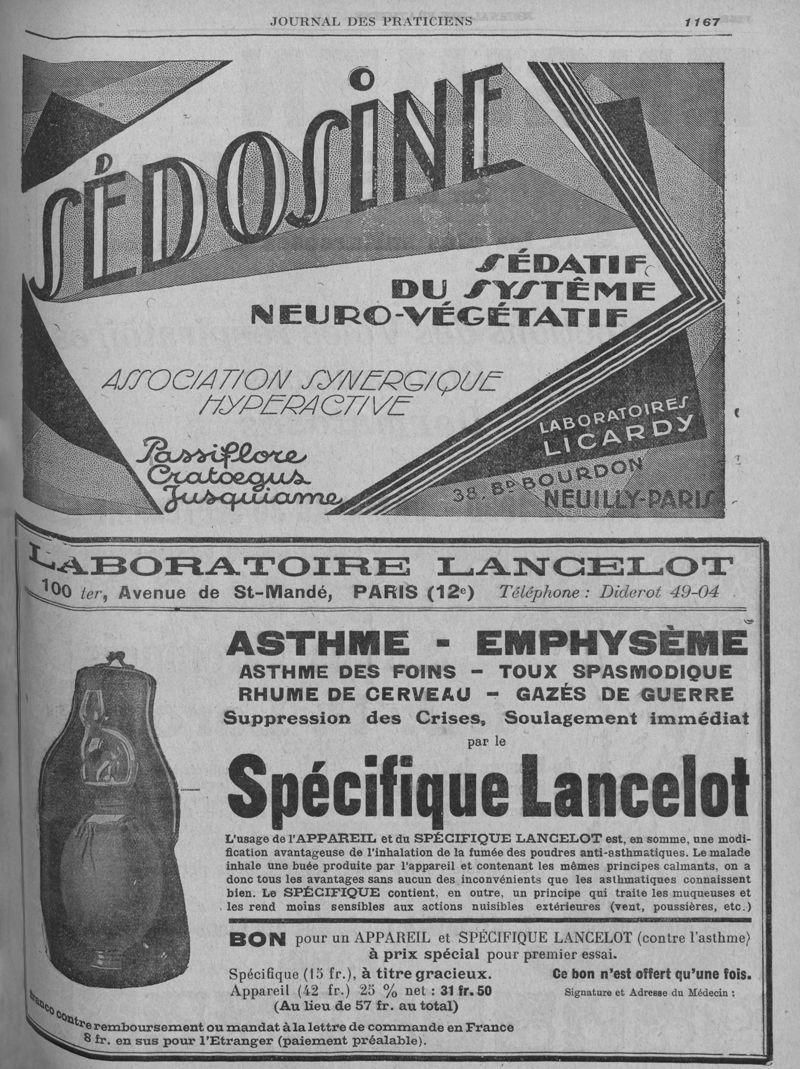 JOURNAL DES PRATICIENS 1167
SÉDOSINE
SÉDATIF
DU SYSTÊME
NEURO-VÉGÉTATIF
ASSOCIATION SYNERGIQUE
HYPERACTIVE
Passiflore
Cratœgus
Jusquiame
LABORATOIRES
LICARDY
38. BD BOURDON
NEUILLY-PARIS
LABORATOIRE LANCELOT
100 ter, Avenue de St-Mandé, PARIS (12e) Téléphone : Diderot 49-04
ASTHME - EMPHYSÈME
ASTHME DES FOINS - TOUX SPASMODIQUE
RHUME DE CERVEAU - GAZÉS DE GUERRE
Suppression des Crises, Soulagement immédiat
par le
Spécifique Lancelot
L'usage de l'APPAREIL et du SPÉCIFIQUE LANCELOT est, en somme, une modi-
fication avantageuse de l'inhalation de la fumée des poudres anti-asthmatiques. Le malade
inhale une buée produite par l'appareil et contenant les mêmes principes calmants, on a
donc tous les avantages sans aucun des inconvénients que les asthmatiques connaissent
bien. Le SPÉCIFIQUE contient, en outre, un principe qui traite les muqueuses et
les rend moins sensibles aux actions nuisibles extérieures (vent, poussières, etc.)
BON pour un APPAREIL et SPÉCIFIQUE LANCELOT (contre l'asthme)
à prix spécial pour premier essai.
Spécifique (15 fr.), à titre gracieux. Ce bon n'est offert qu'une fois.
Appareil (42 fr.) 25 % net : 31 fr. 50 Signature et Adresse du Médecin :
(Au lieu de 57 fr. au total)
franco contre remboursement ou mandat à la lettre de commande en France
8 fr. en sus pour l'Etranger (paiement préalable).